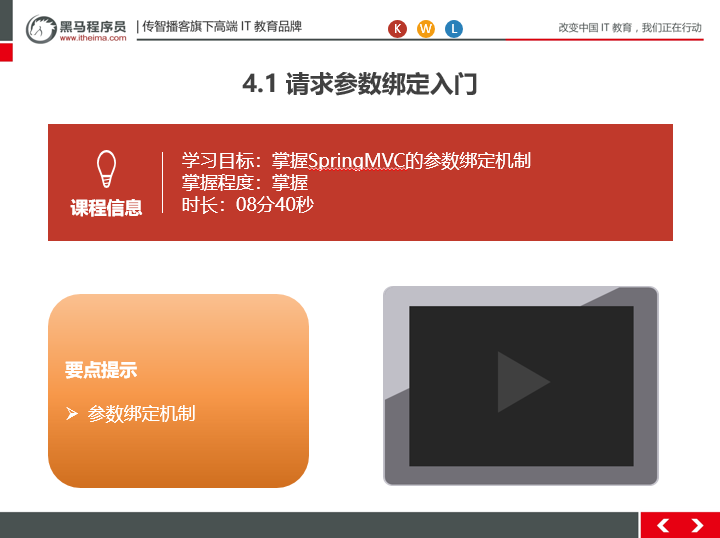 黑马程序员
www.itheima.com
传智播客旗下高端 IT 教育品牌
K W L
改变中国 IT 教育，我们正在行动
4.1 请求参数绑定入门
课程信息
学习目标：掌握SpringMVC的参数绑定机制
掌握程度：掌握
时长：08分40秒
要点提示
➢ 参数绑定机制